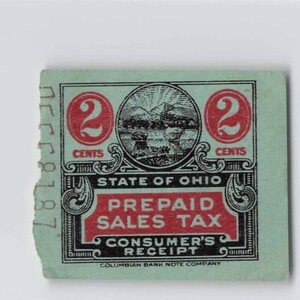 2 2
CENTS CENTS
STATE OF OHIO
PREPAID
SALES TAX
CONSUMER'S
RECEIPT
COLUMBIAN BANK NOTE COMPANY